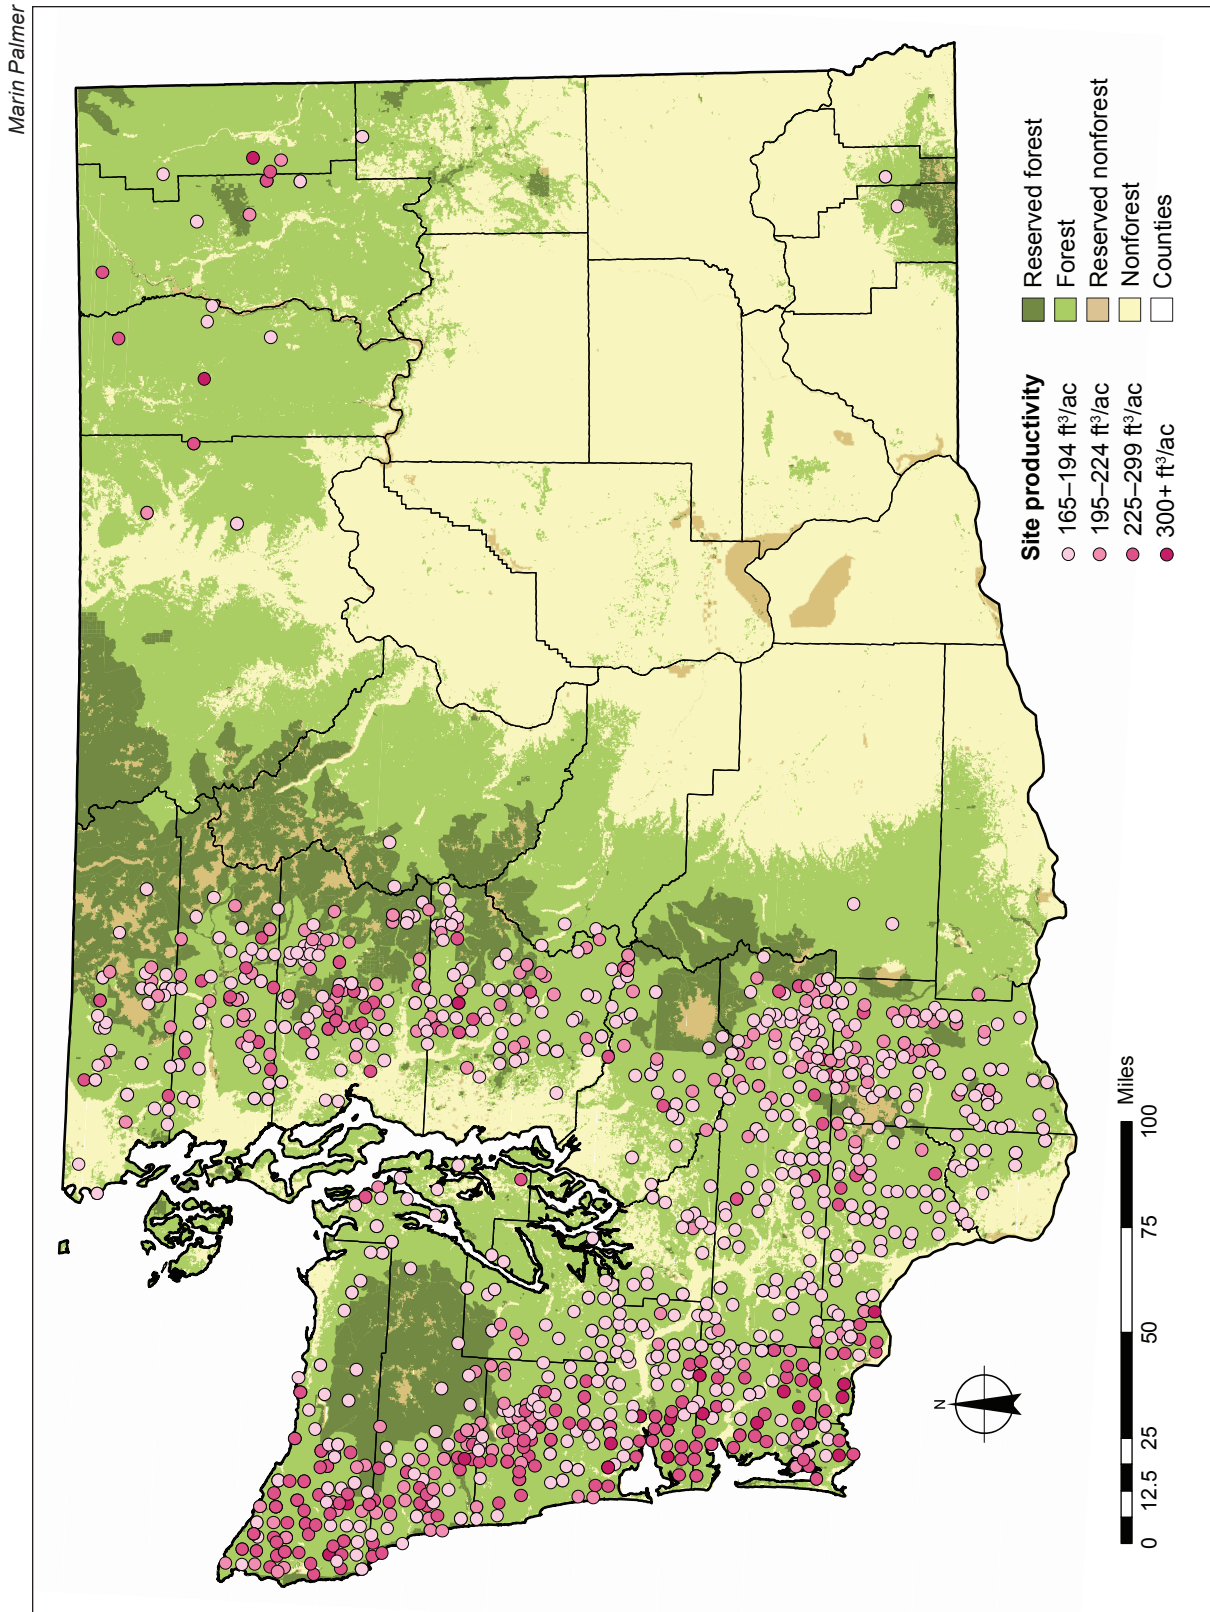 Marin Palmer
Site productivity
165–194 ft³/ac
195–224 ft³/ac
225–299 ft³/ac
300+ ft³/ac
Reserved forest
Forest
Reserved nonforest
Nonforest
Counties
N
0 12.5 25 50 75 100
Miles